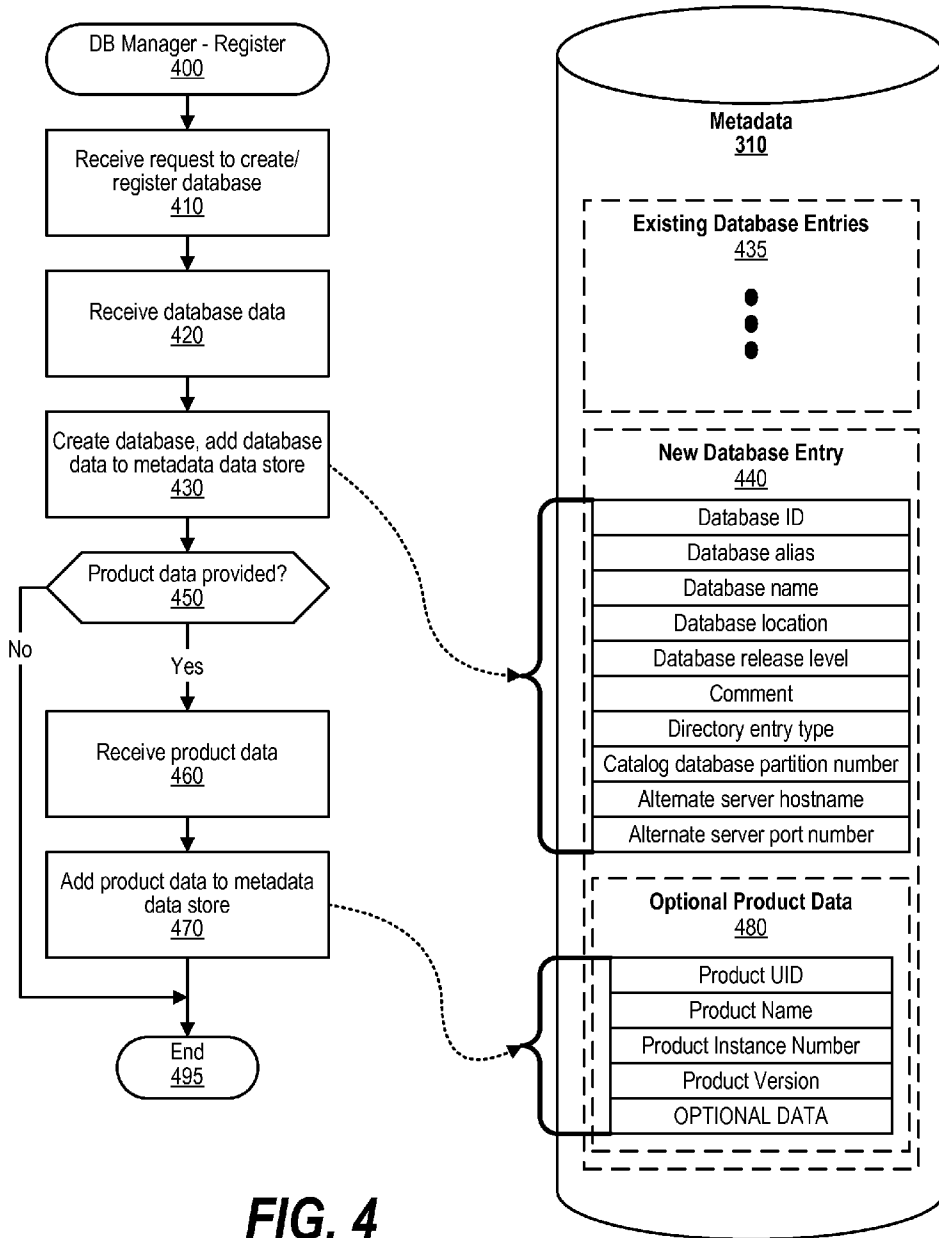 DB Manager - Register
400
Receive request to create/
register database
410
Receive database data
420
Create database, add database
data to metadata data store
430
Product data provided?
450
No
Yes
Receive product data
460
Add product data to metadata
data store
470
End
495
Metadata
310
Existing Database Entries
435
New Database Entry
440
Database ID
Database alias
Database name
Database location
Database release level
Comment
Directory entry type
Catalog database partition number
Alternate server hostname
Alternate server port number
Optional Product Data
480
Product UID
Product Name
Product Instance Number
Product Version
OPTIONAL DATA
FIG. 4